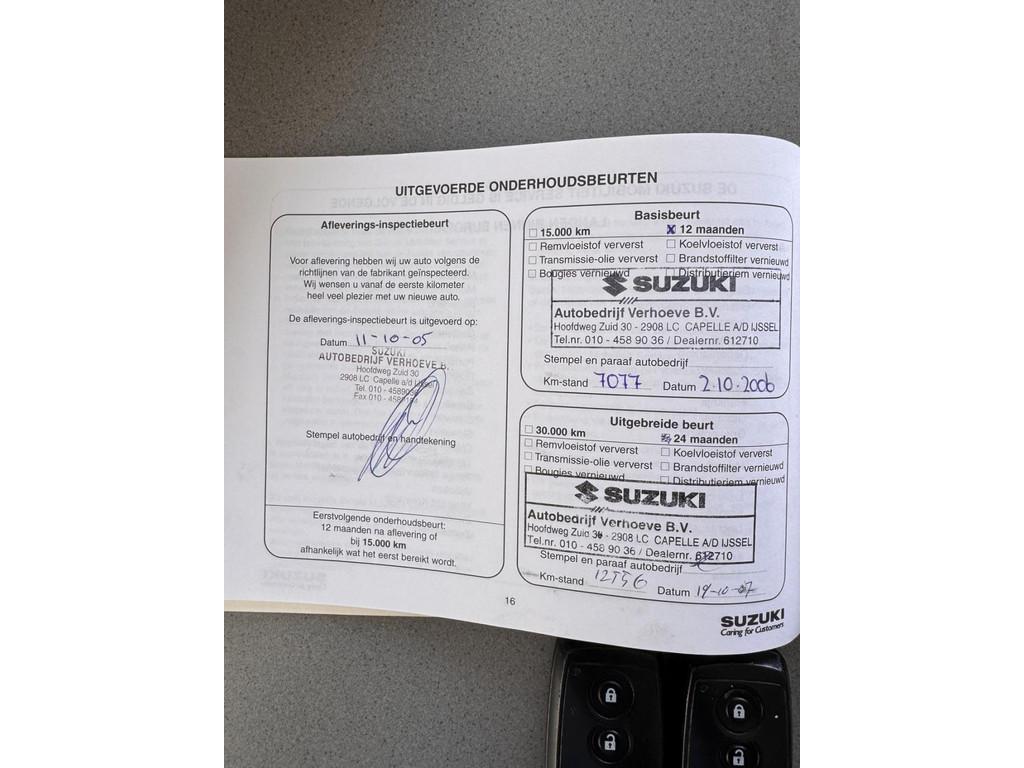 UITGEVOERDE ONDERHOUDSBEURTEN
Afleverings-inspectiebeurt
Voor aflevering hebben wij uw auto volgens de
richtlijnen van de fabrikant geïnspecteerd.
Wij wensen u vanaf de eerste kilometer
heel veel plezier met uw nieuwe auto.
De afleverings-inspectiebeurt is uitgevoerd op:
Datum 11-10-05
SUZUKI
AUTOBEDRIJF VERHOEVE B.
Hoofdweg Zuid 30
2908 LC Capelle a/d
Tel. 010 -
Fax 010 -
Stempel autobedrijf en handtekening
Eerstvolgende onderhoudsbeurt:
12 maanden na aflevering of
bij 15.000 km
afhankelijk wat het eerst bereikt wordt.
Basisbeurt
15.000 km 12 maanden
Remvloeistof ververst Koelvloeistof ververst
Transmissie-olie ververst Brandstoffilter vernieuwd
Bougies vernieuwd Distributieriem vernieuwd
SUZUKI
Autobedrijf Verhoeve B.V.
Hoofdweg Zuid 30 - 2908 LC CAPELLE A/D IJSSEL
Tel.nr. 010 - 458 90 36 / Dealernr. 612710
Stempel en paraaf autobedrijf
Km-stand 7077 Datum 2.10.2006
Uitgebreide beurt
30.000 km 24 maanden
Remvloeistof ververst Koelvloeistof ververst
Transmissie-olie ververst Brandstoffilter vernieuwd
Bougies vernieuwd Distributieriem vernieuwd
SUZUKI
Autobedrijf Verhoeve B.V.
Hoofdweg Zuid 30 - 2908 LC CAPELLE A/D IJSSEL
Tel.nr. 010 - 458 90 36 / Dealernr. 612710
Stempel en paraaf autobedrijf
Km-stand Datum 19-10-07
16
SUZUKI
Caring for Customers